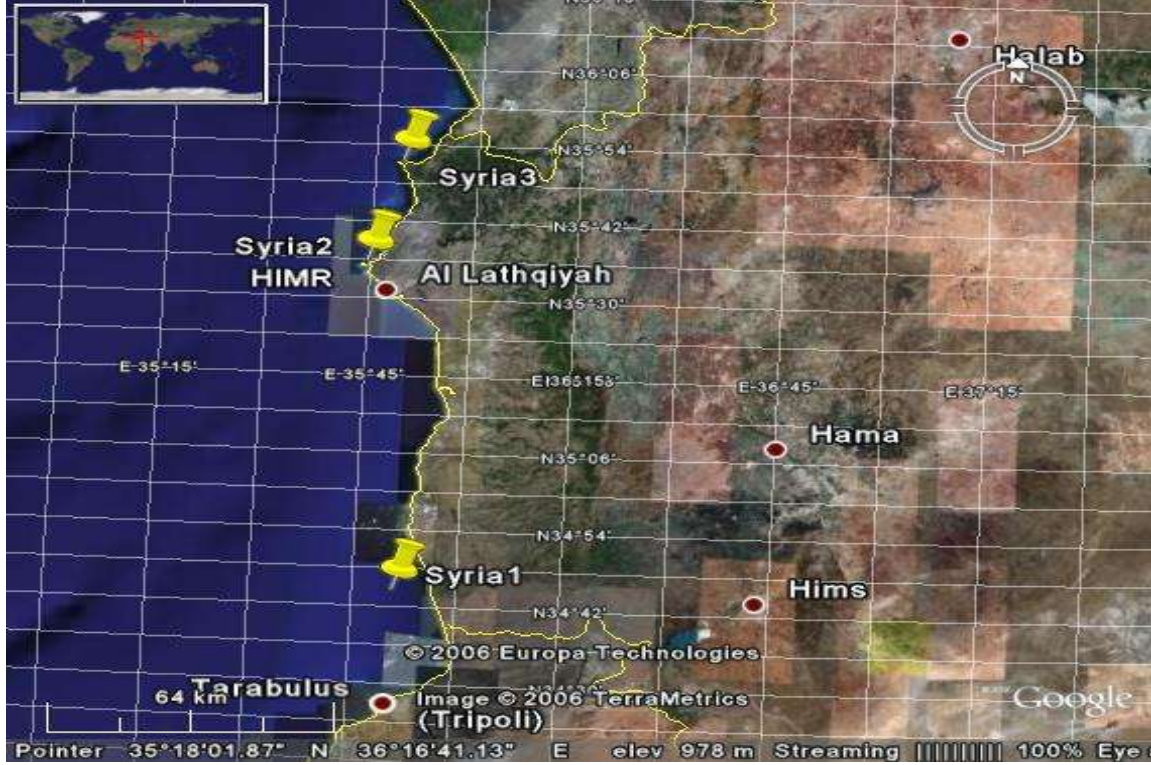 Halab
N
N36°06'
N35°54'
Syria3
N35°42'
Syria2
HIMR
Al Lathqiyah
N35°30'
E 35°15'
E 35°45'
E 36°45'
E 37°15'
Hama
N35°06'
N34°54'
Syria1
Hims
N34°42'
© 2006 Europa Technologies
Tarabulus
(Tripoli)
64 km
Image © 2006 TerraMetrics
Google
Pointer 35°18'01.87" N 36°16'41.13" E elev 978 m Streaming |||||||||| 100% Eye